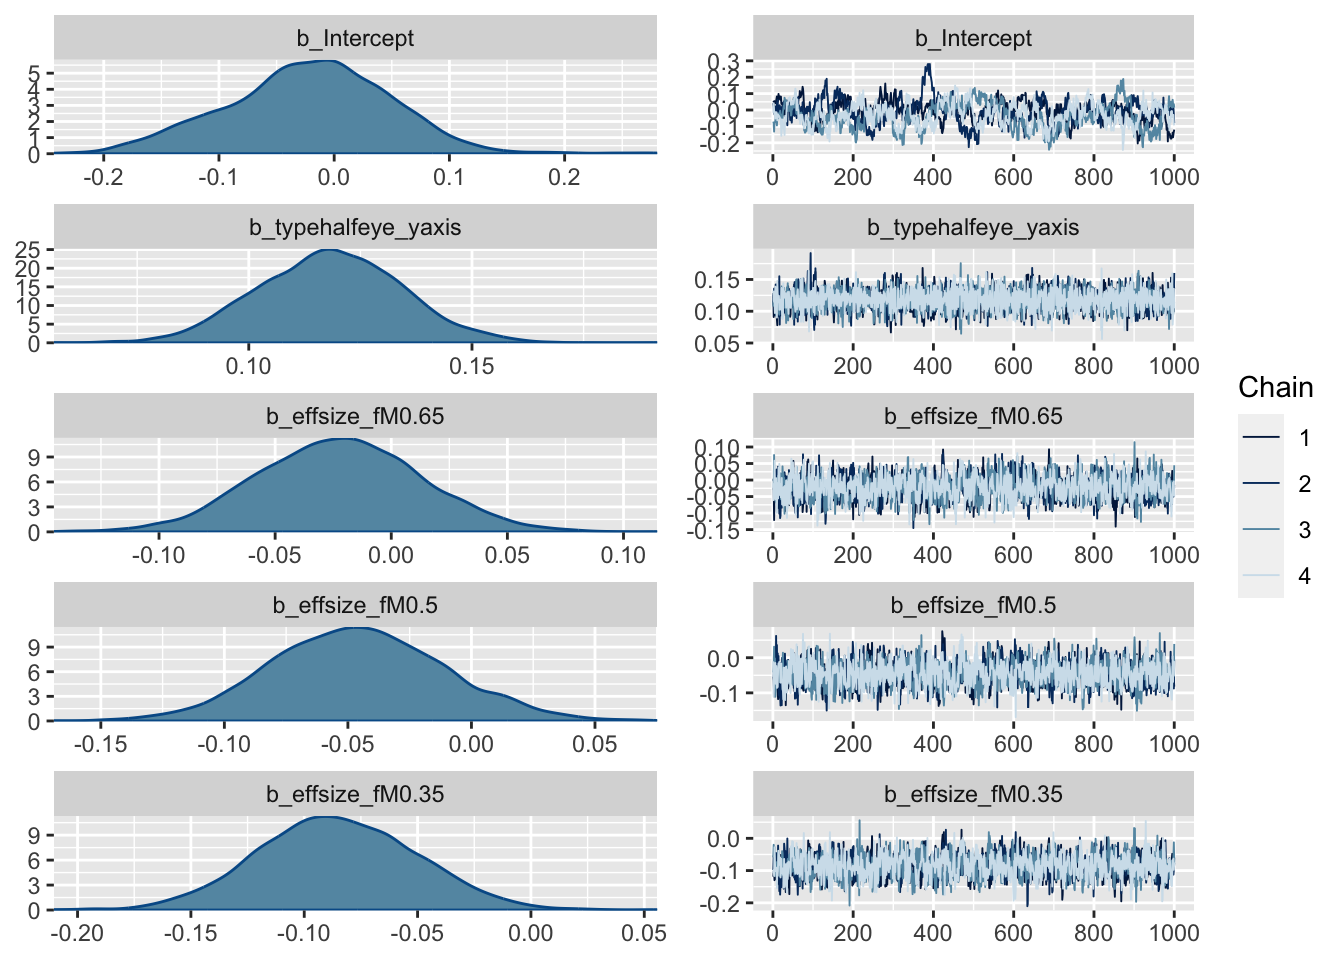 b_Intercept
5
4
3
2
1
0
-0.2 -0.1 0.0 0.1 0.2
b_Intercept
0.3
0.2
0.1
0.0
-0.1
-0.2
0 200 400 600 800 1000
b_typehalfeye_yaxis
25
20
15
10
5
0
0.10 0.15
b_typehalfeye_yaxis
0.15
0.10
0.05
0 200 400 600 800 1000
b_effsize_fM0.65
9
6
3
0
-0.10 -0.05 0.00 0.05 0.10
b_effsize_fM0.65
0.10
0.05
0.00
-0.05
-0.10
-0.15
0 200 400 600 800 1000
b_effsize_fM0.5
9
6
3
0
-0.15 -0.10 -0.05 0.00 0.05
b_effsize_fM0.5
0.0
-0.1
0 200 400 600 800 1000
b_effsize_fM0.35
9
6
3
0
-0.20 -0.15 -0.10 -0.05 0.00 0.05
b_effsize_fM0.35
0.0
-0.1
-0.2
0 200 400 600 800 1000
Chain
1
2
3
4